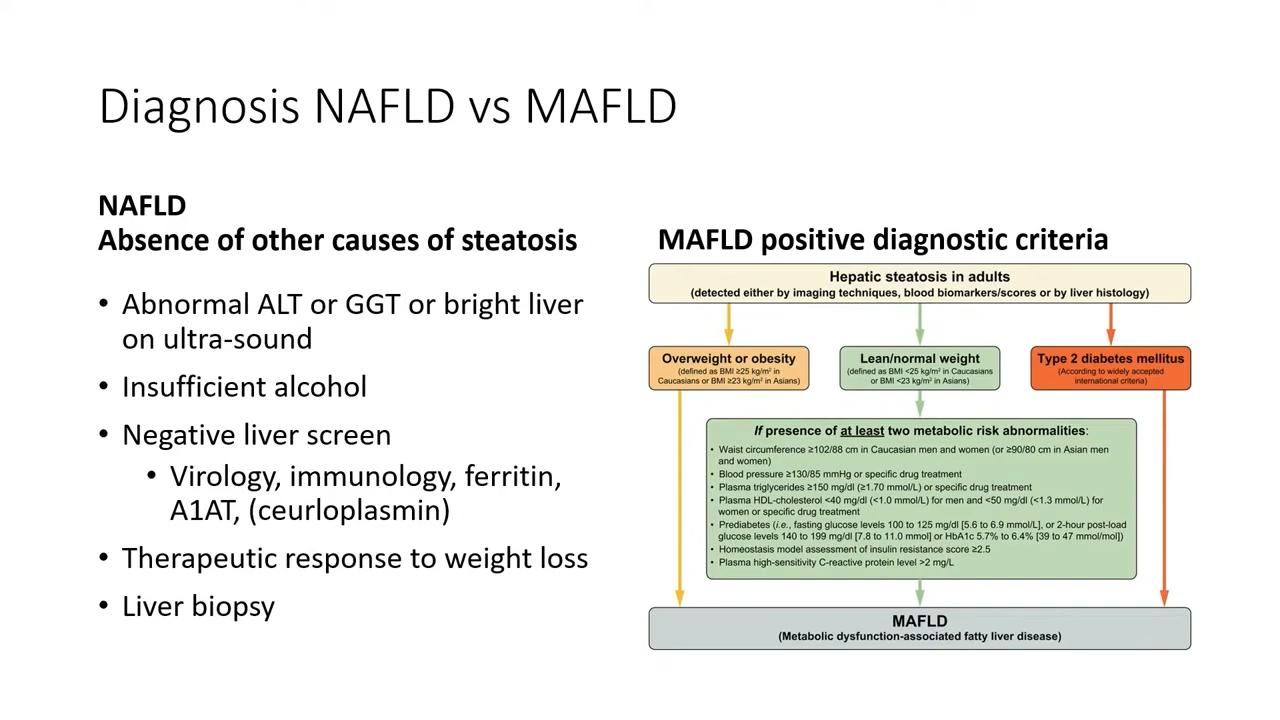 Diagnosis NAFLD vs MAFLD
NAFLD
Absence of other causes of steatosis
• Abnormal ALT or GGT or bright liver
on ultra-sound
• Insufficient alcohol
• Negative liver screen
• Virology, immunology, ferritin,
A1AT, (ceurloplasmin)
• Therapeutic response to weight loss
• Liver biopsy
MAFLD positive diagnostic criteria
Hepatic steatosis in adults
(detected either by imaging techniques, blood biomarkers/scores or by liver histology)
Overweight or obesity
(defined as BMI ≥25 kg/m² in
Caucasians or BMI ≥23 kg/m² in Asians)
Lean/normal weight
(defined as BMI <25 kg/m² in Caucasians
or BMI <23 kg/m² in Asians)
Type 2 diabetes mellitus
(According to widely accepted
international criteria)
If presence of at least two metabolic risk abnormalities:
• Waist circumference ≥102/88 cm in Caucasian men and women (or ≥90/80 cm in Asian men
and women)
• Blood pressure ≥130/85 mmHg or specific drug treatment
• Plasma triglycerides ≥150 mg/dl (≥1.70 mmol/L) or specific drug treatment
• Plasma HDL-cholesterol <40 mg/dl (<1.0 mmol/L) for men and <50 mg/dl (<1.3 mmol/L) for
women or specific drug treatment
• Prediabetes (i.e., fasting glucose levels 100 to 125 mg/dl [5.6 to 6.9 mmol/L], or 2-hour post-load
glucose levels 140 to 199 mg/dl [7.8 to 11.0 mmol] or HbA1c 5.7% to 6.4% [39 to 47 mmol/mol])
• Homeostasis model assessment of insulin resistance score ≥2.5
• Plasma high-sensitivity C-reactive protein level >2 mg/L
MAFLD
(Metabolic dysfunction-associated fatty liver disease)